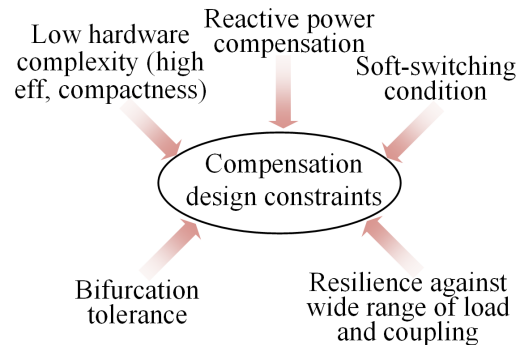 Low hardware
complexity (high
eff, compactness)
Reactive power
compensation
Soft-switching
condition
Compensation
design constraints
Bifurcation
tolerance
Resilience against
wide range of load
and coupling